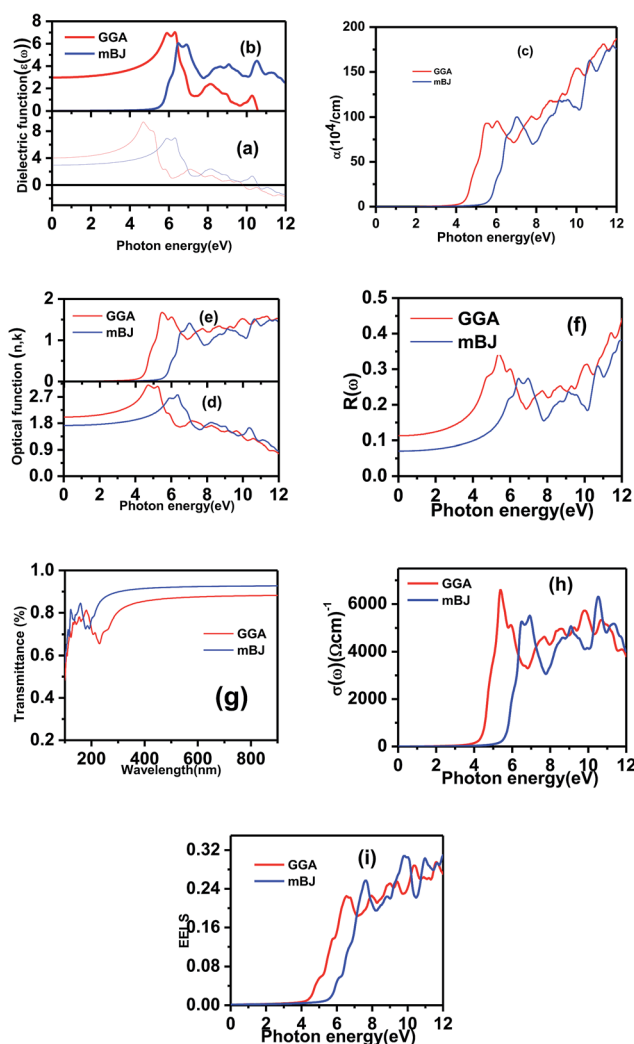 GGA
mBJ
(b)
(a)
Dielectric function(ε(ω))
8
6
4
2
0
8
4
0
0 2 4 6 8 10 12
Photon energy(eV)
200
150
100
50
0
α(10⁴/cm)
(c)
GGA
mBJ
0 2 4 6 8 10 12
Photon energy(eV)
2
1
0
2.7
1.8
0.9
0.0
Optical function (n,k)
GGA
mBJ
(e)
(d)
0 2 4 6 8 10 12
Photon energy(eV)
0.5
0.4
0.3
0.2
0.1
0.0
R(ω)
GGA
mBJ
(f)
0 2 4 6 8 10 12
Photon energy(eV)
1.0
0.8
0.6
0.4
0.2
Transmittance (%)
GGA
mBJ
(g)
200 400 600 800
Wavelength(nm)
6000
4000
2000
0
σ(ω)(Ωcm)⁻¹
GGA
mBJ
(h)
0 2 4 6 8 10 12
Photon energy(eV)
0.32
0.24
0.16
0.08
0.00
EELS
GGA
mBJ
(i)
0 2 4 6 8 10 12
Photon energy(eV)